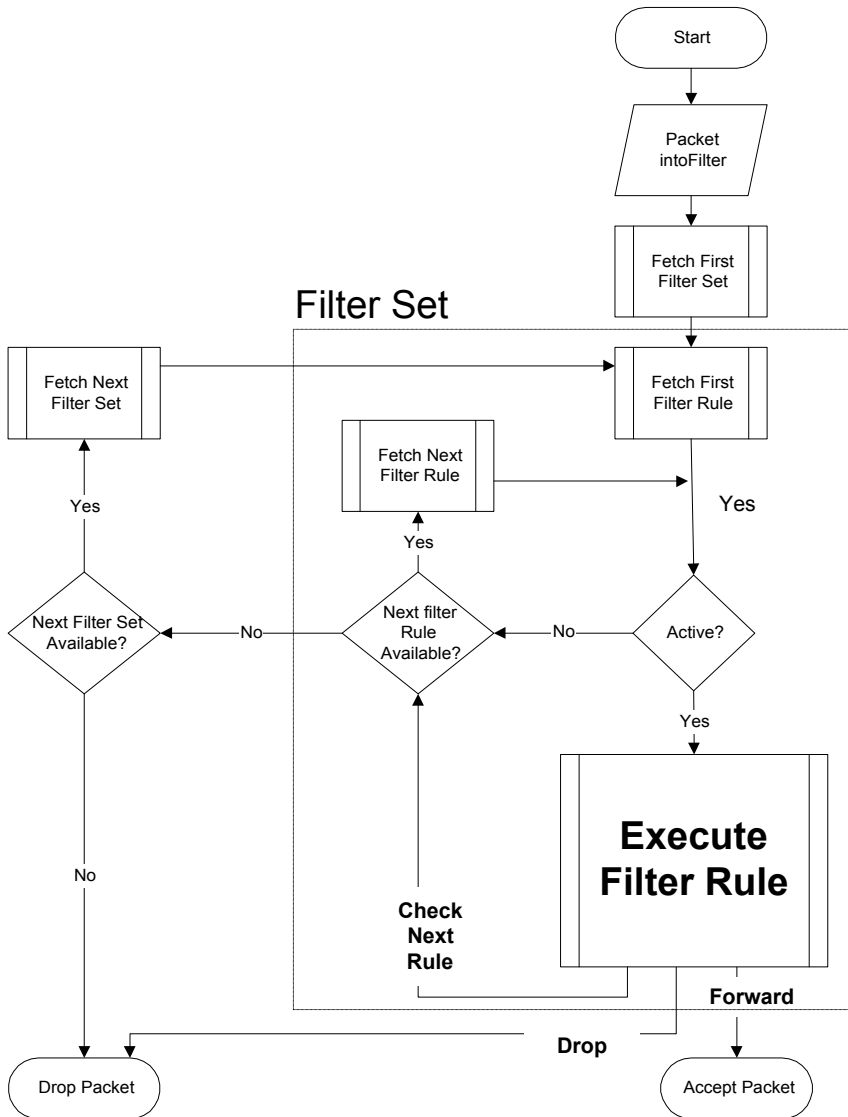 Start
Packet
intoFilter
Fetch First
Filter Set
Filter Set
Fetch Next
Filter Set
Fetch First
Filter Rule
Fetch Next
Filter Rule
Yes
Yes
Yes
Next Filter Set
Available?
No
Next filter
Rule
Available?
No
Active?
Yes
Execute
Filter Rule
No
Check
Next
Rule
Forward
Drop
Drop Packet
Accept Packet